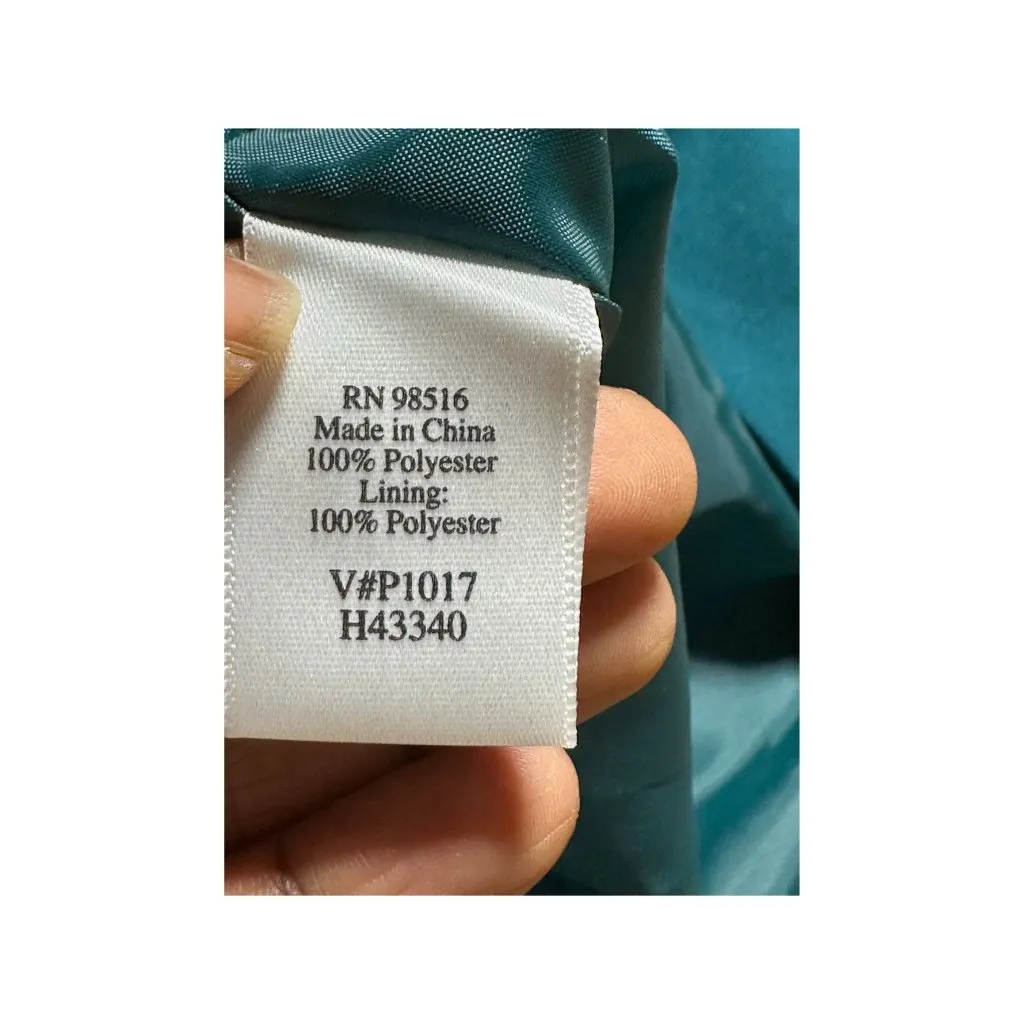 RN 98516
Made in China
100% Polyester
Lining:
100% Polyester
V#P1017
H43340